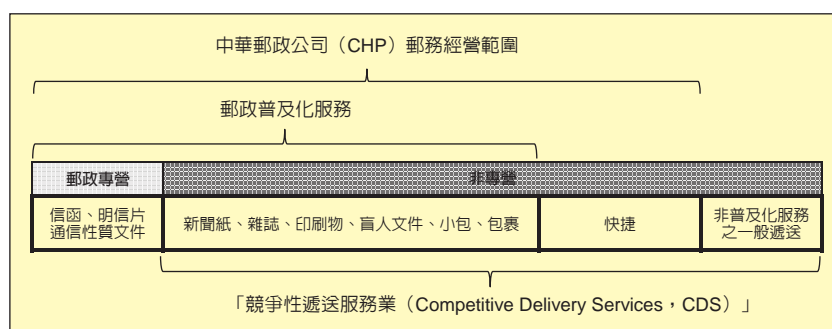 中華郵政公司（CHP）郵務經營範圍
郵政普及化服務
郵政專營
非專營
信函、明信片
通信性質文件
新聞紙、雜誌、印刷物、盲人文件、小包、包裹
快捷
非普及化服務
之一般遞送
「競爭性遞送服務業（Competitive Delivery Services，CDS）」